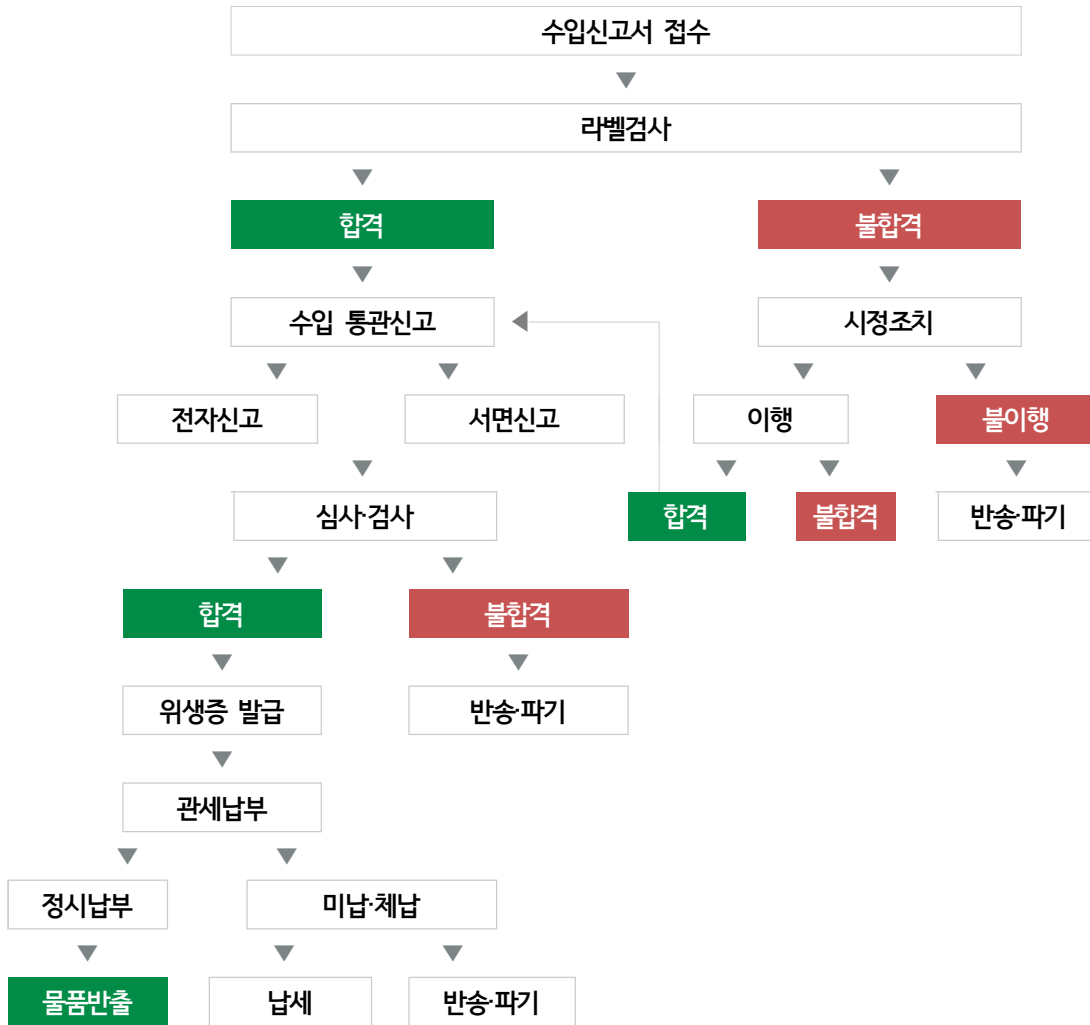 수입신고서 접수
라벨검사
합격
불합격
수입 통관신고
시정조치
전자신고
서면신고
이행
불이행
심사·검사
합격
불합격
반송·파기
합격
불합격
위생증 발급
반송·파기
관세납부
정시납부
미납·체납
물품반출
납세
반송·파기